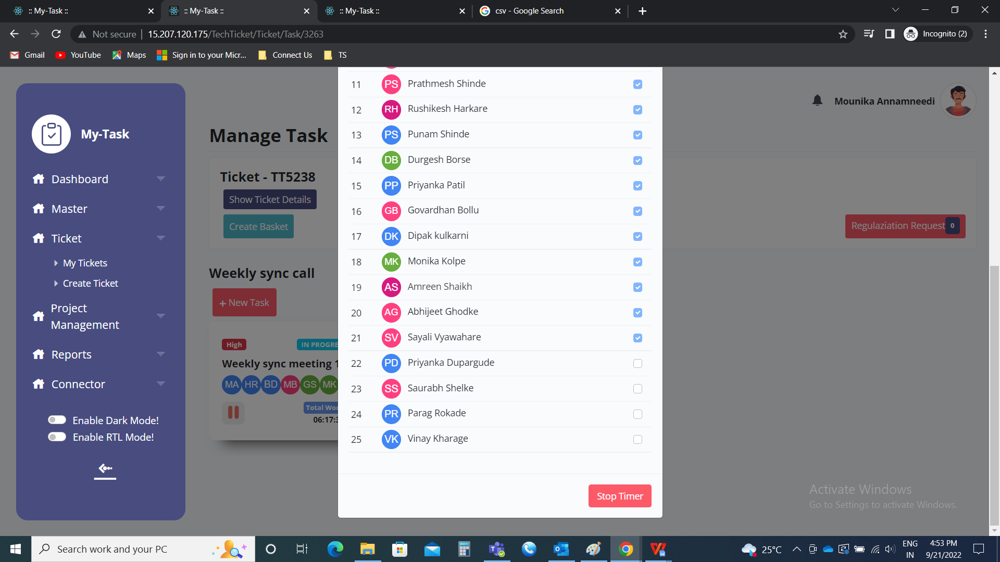 :: My-Task ::
:: My-Task ::
:: My-Task ::
csv - Google Search
Not secure
15.207.120.175/TechTicket/Ticket/Task/3263
Incognito (2)
Gmail
YouTube
Maps
Sign in to your Micr...
Connect Us
TS
My-Task
Dashboard
Master
Ticket
My Tickets
Create Ticket
Project
Management
Reports
Connector
Enable Dark Mode!
Enable RTL Mode!
Mounika Annamneedi
Manage Task
Ticket - TT5238
Show Ticket Details
Create Basket
Regulaziation Request 0
Weekly sync call
+ New Task
High
IN PROGRE
Weekly sync meeting 1
MA HR BD MB GS MK
Total Wor
06:17:3
11 PS Prathmesh Shinde
12 RH Rushikesh Harkare
13 PS Punam Shinde
14 DB Durgesh Borse
15 PP Priyanka Patil
16 GB Govardhan Bollu
17 DK Dipak kulkarni
18 MK Monika Kolpe
19 AS Amreen Shaikh
20 AG Abhijeet Ghodke
21 SV Sayali Vyawahare
22 PD Priyanka Dupargude
23 SS Saurabh Shelke
24 PR Parag Rokade
25 VK Vinay Kharage
Stop Timer
Activate Windows
Go to Settings to activate Windows.
Search work and your PC
25°C
ENG
IN
4:53 PM
9/21/2022